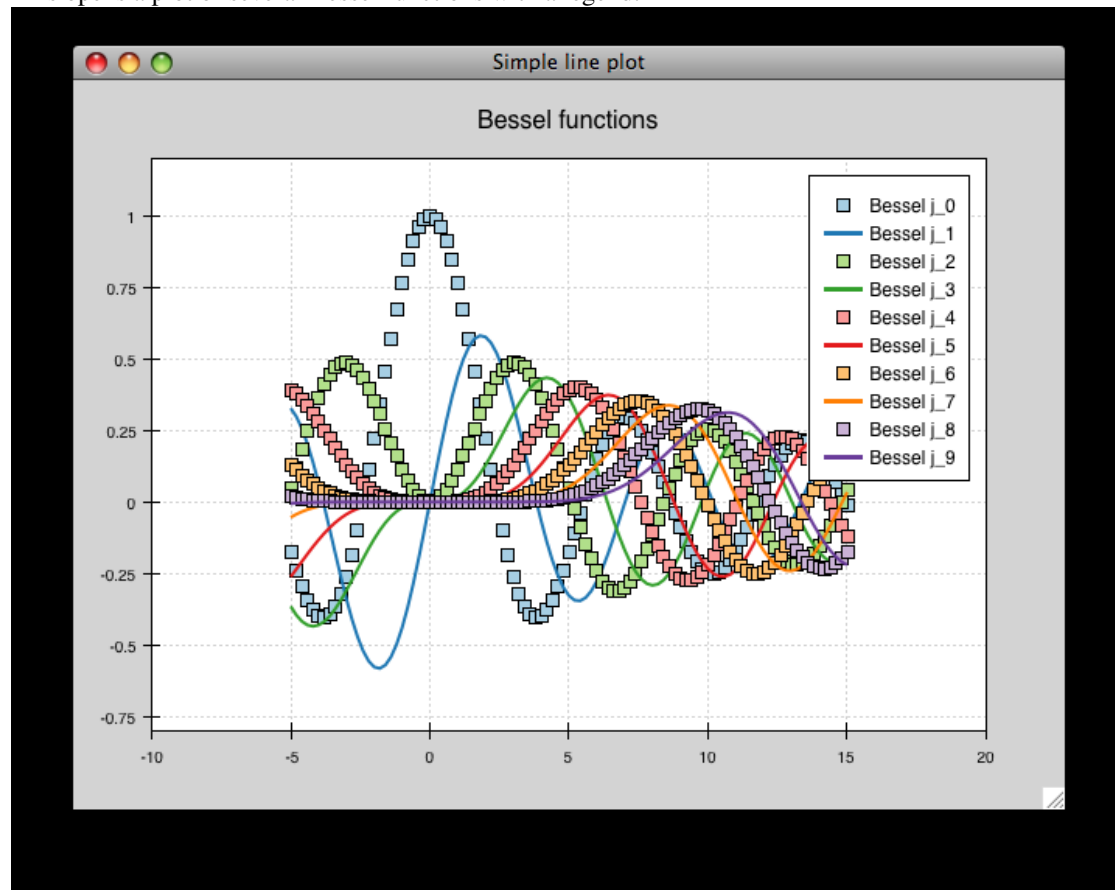 Simple line plot
Bessel functions
1
0.75
0.5
0.25
0
-0.25
-0.5
-0.75
-10 -5 0 5 10 15 20
Bessel j_0
Bessel j_1
Bessel j_2
Bessel j_3
Bessel j_4
Bessel j_5
Bessel j_6
Bessel j_7
Bessel j_8
Bessel j_9